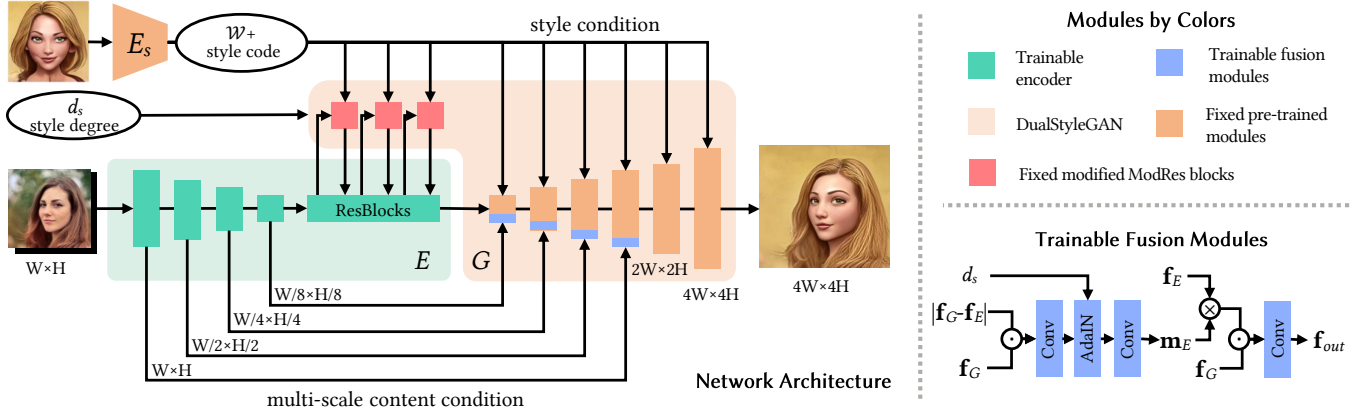 E_s
𝒲+
style code
style condition
d_s
style degree
W×H
ResBlocks
E
G
2W×2H
4W×4H
4W×4H
W/8×H/8
W/4×H/4
W/2×H/2
W×H
multi-scale content condition
Network Architecture
Modules by Colors
Trainable
encoder
Trainable fusion
modules
DualStyleGAN
Fixed pre-trained
modules
Fixed modified ModRes blocks
Trainable Fusion Modules
d_s
|f_G-f_E|
f_G
Conv
AdaIN
Conv
m_E
f_E
f_G
Conv
f_out